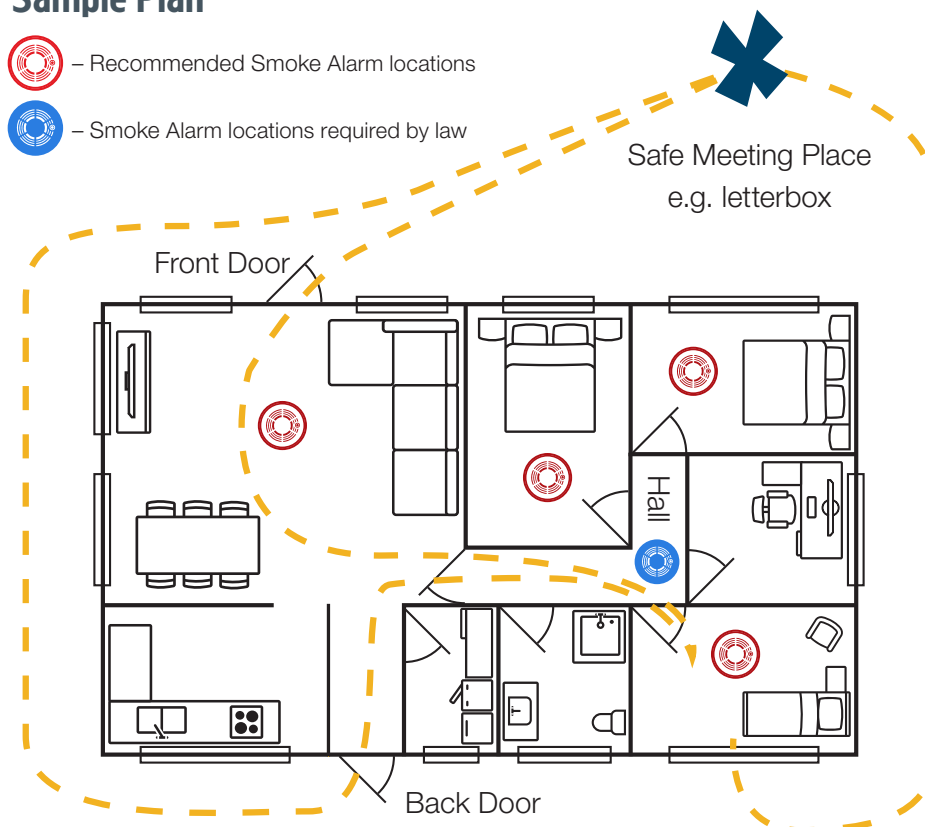 Sample Plan
– Recommended Smoke Alarm locations
– Smoke Alarm locations required by law
Safe Meeting Place
e.g. letterbox
Front Door
Hall
Back Door